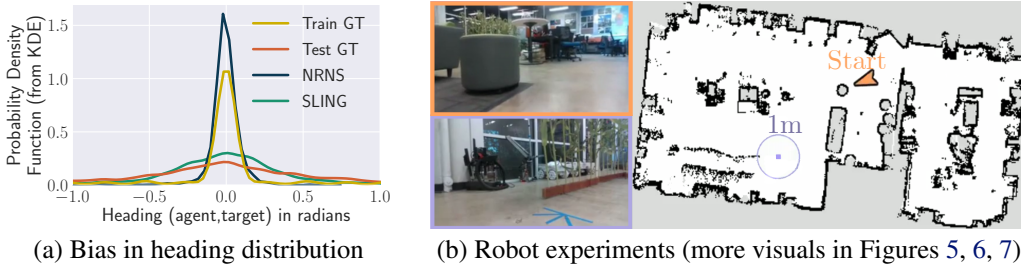 Probability Density
Function (from KDE)
1.5
1.0
0.5
0.0
Train GT
Test GT
NRNS
SLING
−1.0 −0.5 0.0 0.5 1.0
Heading (agent,target) in radians
Start
1m
(a) Bias in heading distribution
(b) Robot experiments (more visuals in Figures 5, 6, 7)